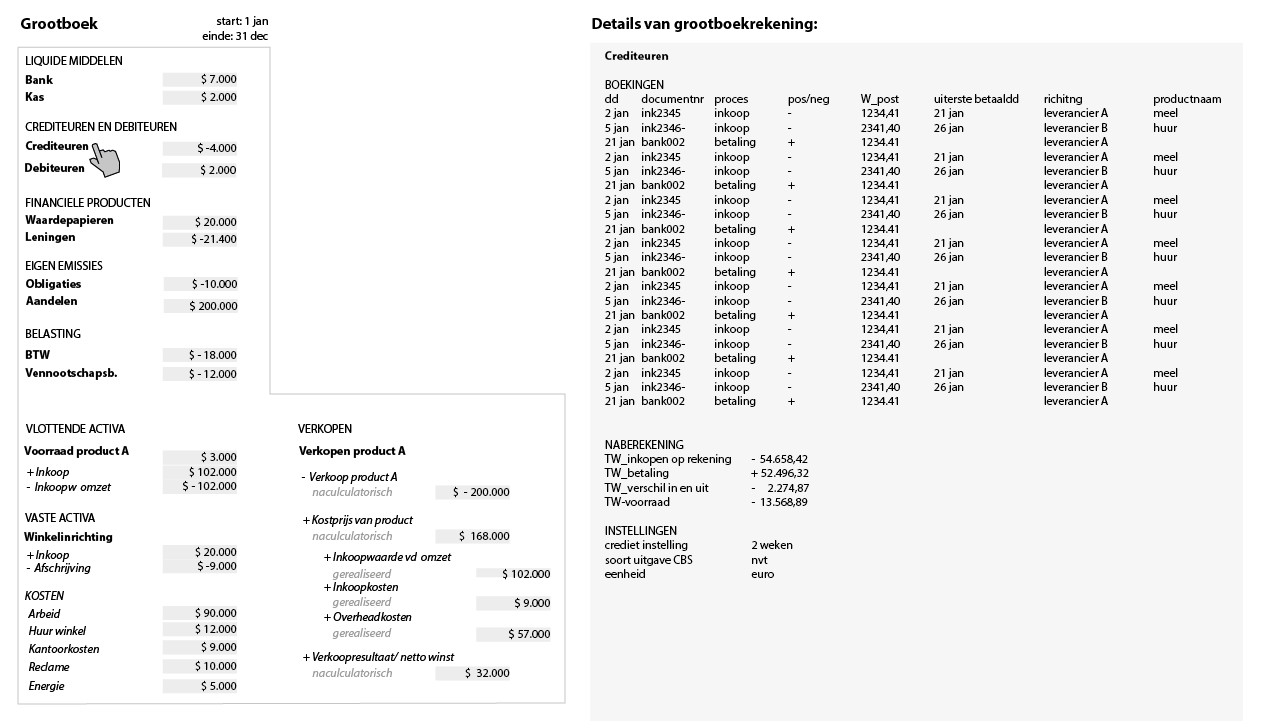 Grootboek
start: 1 jan
einde: 31 dec
LIQUIDE MIDDELEN
Bank $ 7.000
Kas $ 2.000
CREDITEUREN EN DEBITEUREN
Crediteuren $ -4.000
Debiteuren $ 2.000
FINANCIELE PRODUCTEN
Waardepapieren $ 20.000
Leningen $ -21.400
EIGEN EMISSIES
Obligaties $ -10.000
Aandelen $ 200.000
BELASTING
BTW $ - 18.000
Vennootschapsb. $ - 12.000
VLOTTENDE ACTIVA
Voorraad product A $ 3.000
+ Inkoop $ 102.000
- Inkoopw omzet $ - 102.000
VASTE ACTIVA
Winkelinrichting
+ Inkoop $ 20.000
- Afschrijving $ -9.000
KOSTEN
Arbeid $ 90.000
Huur winkel $ 12.000
Kantoorkosten $ 9.000
Reclame $ 10.000
Energie $ 5.000
VERKOPEN
Verkopen product A
- Verkoop product A
naculculatorisch $ - 200.000
+ Kostprijs van product
naculculatorisch $ 168.000
+ Inkoopwaarde vd omzet
gerealiseerd $ 102.000
+ Inkoopkosten
gerealiseerd $ 9.000
+ Overheadkosten
gerealiseerd $ 57.000
+ Verkoopresultaat/ netto winst
naculculatorisch $ 32.000
Details van grootboekrekening:
Crediteuren
BOEKINGEN
dd documentnr proces pos/neg W_post uiterste betaaldd richitng productnaam
2 jan ink2345 inkoop - 1234,41 21 jan leverancier A meel
5 jan ink2346- inkoop - 2341,40 26 jan leverancier B huur
21 jan bank002 betaling + 1234.41 leverancier A
2 jan ink2345 inkoop - 1234,41 21 jan leverancier A meel
5 jan ink2346- inkoop - 2341,40 26 jan leverancier B huur
21 jan bank002 betaling + 1234.41 leverancier A
2 jan ink2345 inkoop - 1234,41 21 jan leverancier A meel
5 jan ink2346- inkoop - 2341,40 26 jan leverancier B huur
21 jan bank002 betaling + 1234.41 leverancier A
2 jan ink2345 inkoop - 1234,41 21 jan leverancier A meel
5 jan ink2346- inkoop - 2341,40 26 jan leverancier B huur
21 jan bank002 betaling + 1234.41 leverancier A
2 jan ink2345 inkoop - 1234,41 21 jan leverancier A meel
5 jan ink2346- inkoop - 2341,40 26 jan leverancier B huur
21 jan bank002 betaling + 1234.41 leverancier A
2 jan ink2345 inkoop - 1234,41 21 jan leverancier A meel
5 jan ink2346- inkoop - 2341,40 26 jan leverancier B huur
21 jan bank002 betaling + 1234.41 leverancier A
2 jan ink2345 inkoop - 1234,41 21 jan leverancier A meel
5 jan ink2346- inkoop - 2341,40 26 jan leverancier B huur
21 jan bank002 betaling + 1234.41 leverancier A
NABEREKENING
TW_inkopen op rekening - 54.658,42
TW_betaling + 52.496,32
TW_verschil in en uit - 2.274,87
TW-voorraad - 13.568,89
INSTELLINGEN
crediet instelling 2 weken
soort uitgave CBS nvt
eenheid euro